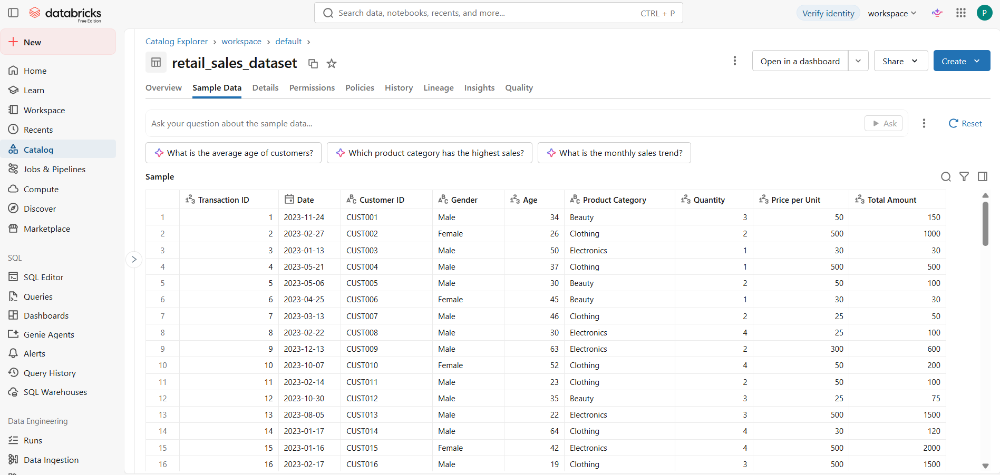 databricks
Free Edition
Search data, notebooks, recents, and more...
CTRL + P
Verify identity
workspace
P
New
Home
Learn
Workspace
Recents
Catalog
Jobs & Pipelines
Compute
Discover
Marketplace
SQL
SQL Editor
Queries
Dashboards
Genie Agents
Alerts
Query History
SQL Warehouses
Data Engineering
Runs
Data Ingestion
Catalog Explorer > workspace > default >
retail_sales_dataset
Open in a dashboard
Share
Create
Overview Sample Data Details Permissions Policies History Lineage Insights Quality
Ask your question about the sample data...
Ask
Reset
What is the average age of customers?
Which product category has the highest sales?
What is the monthly sales trend?
Sample
Transaction ID Date Customer ID Gender Age Product Category Quantity Price per Unit Total Amount
1 1 2023-11-24 CUST001 Male 34 Beauty 3 50 150
2 2 2023-02-27 CUST002 Female 26 Clothing 2 500 1000
3 3 2023-01-13 CUST003 Male 50 Electronics 1 30 30
4 4 2023-05-21 CUST004 Male 37 Clothing 1 500 500
5 5 2023-05-06 CUST005 Male 30 Beauty 2 50 100
6 6 2023-04-25 CUST006 Female 45 Beauty 1 30 30
7 7 2023-03-13 CUST007 Male 46 Clothing 2 25 50
8 8 2023-02-22 CUST008 Male 30 Electronics 4 25 100
9 9 2023-12-13 CUST009 Male 63 Electronics 2 300 600
10 10 2023-10-07 CUST010 Female 52 Clothing 4 50 200
11 11 2023-02-14 CUST011 Male 23 Clothing 2 50 100
12 12 2023-10-30 CUST012 Male 35 Beauty 3 25 75
13 13 2023-08-05 CUST013 Male 22 Electronics 3 500 1500
14 14 2023-01-17 CUST014 Male 64 Clothing 4 30 120
15 15 2023-01-16 CUST015 Female 42 Electronics 4 500 2000
16 16 2023-02-17 CUST016 Male 19 Clothing 3 500 1500